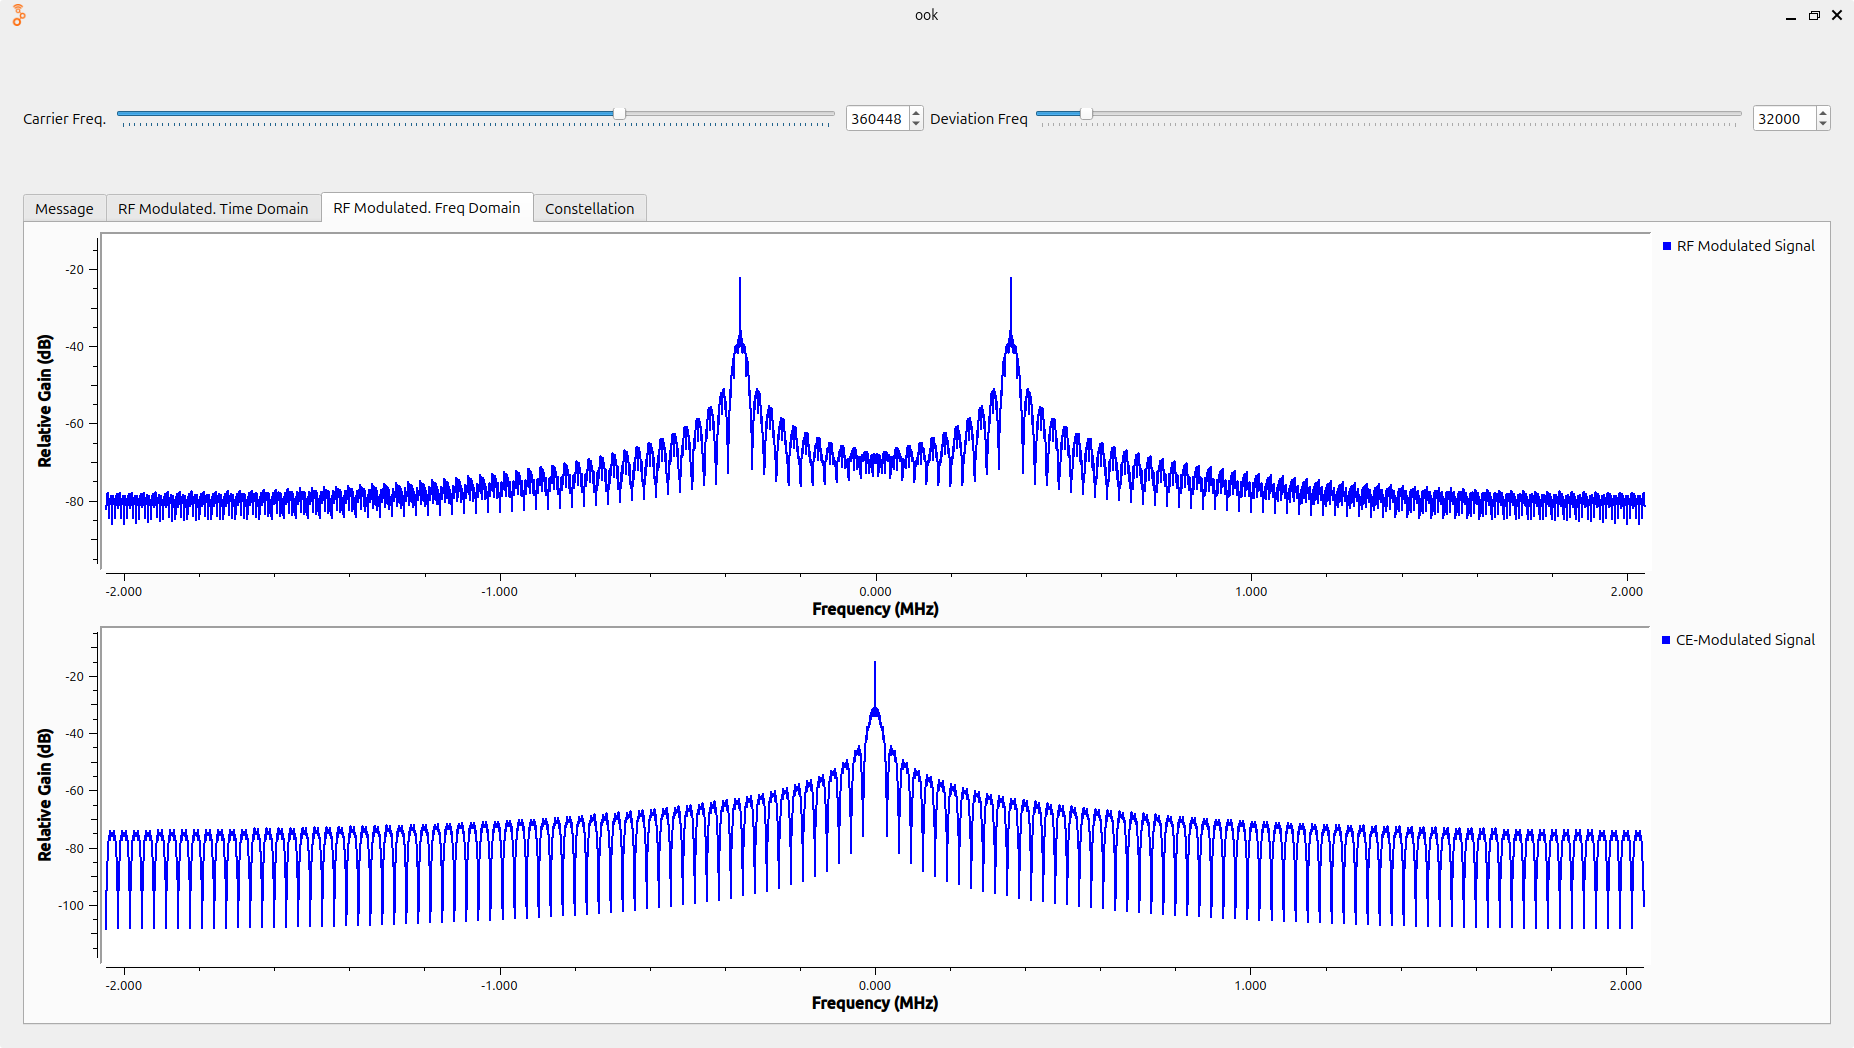 ook
Carrier Freq. 360448 Deviation Freq 32000
Message RF Modulated. Time Domain RF Modulated. Freq Domain Constellation
RF Modulated Signal
Relative Gain (dB)
-20
-40
-60
-80
-2.000 -1.000 0.000 1.000 2.000
Frequency (MHz)
CE-Modulated Signal
Relative Gain (dB)
-20
-40
-60
-80
-100
-2.000 -1.000 0.000 1.000 2.000
Frequency (MHz)